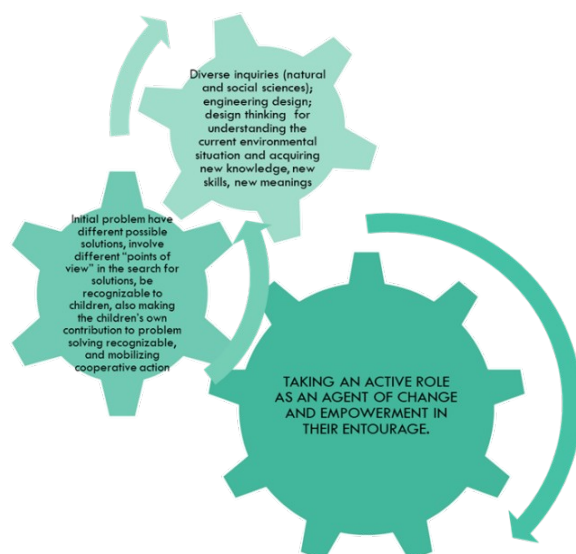 Diverse inquiries (natural
and social sciences);
engineering design;
design thinking for
understanding the
current environmental
situation and acquiring
new knowledge, new
skills, new meanings
Initial problem have
different possible
solutions, involve
different "points of
view" in the search for
solutions, be
recognizable to
children, also making
the children's own
contribution to problem
solving recognizable,
and mobilizing
cooperative action
TAKING AN ACTIVE ROLE
AS AN AGENT OF CHANGE
AND EMPOWERMENT IN
THEIR ENTOURAGE.